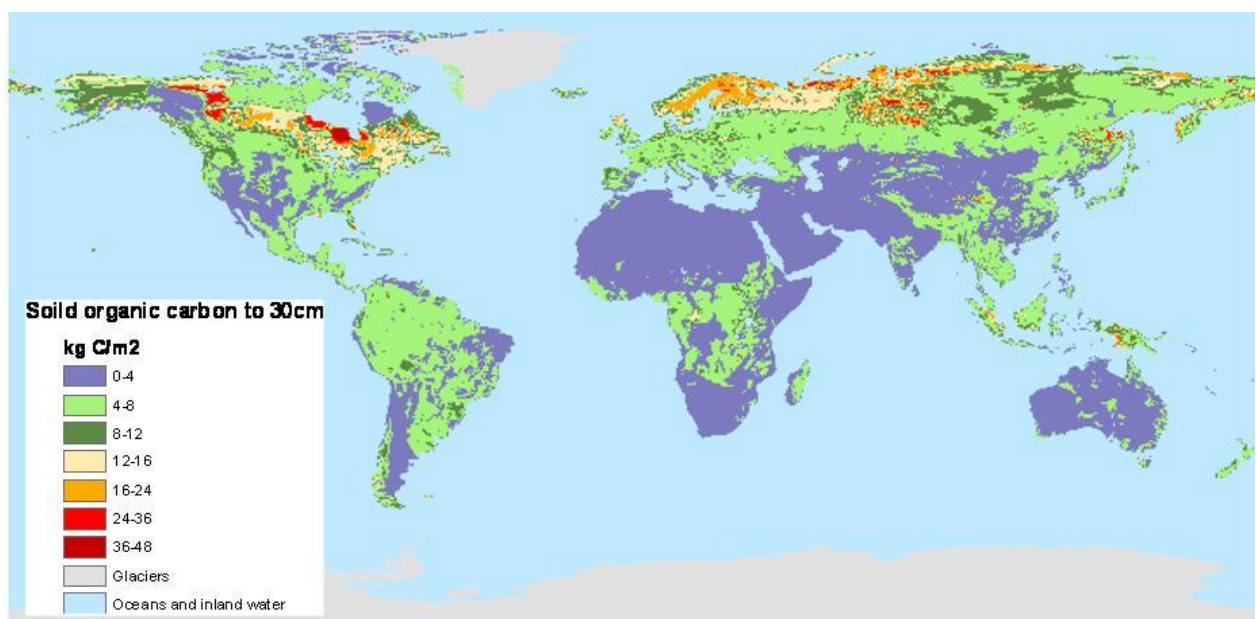 Soild organic carbon to 30cm
kg C/m2
0-4
4-8
8-12
12-16
16-24
24-36
36-48
Glaciers
Oceans and inland water